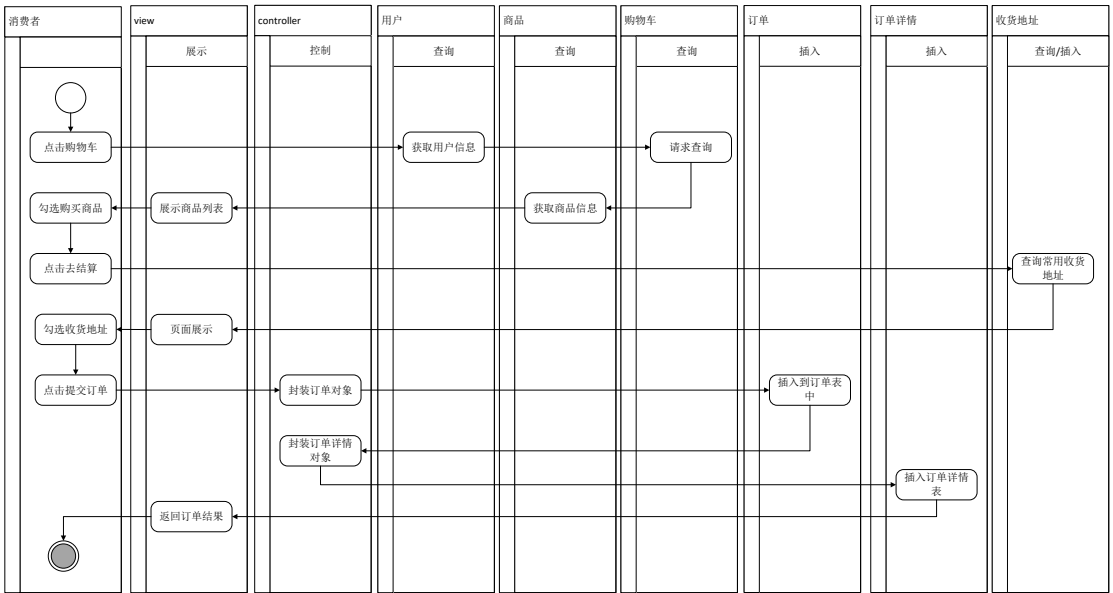 消费者
view
controller
用户
商品
购物车
订单
订单详情
收货地址
展示
控制
查询
查询
查询
插入
插入
查询/插入
点击购物车
获取用户信息
请求查询
勾选购买商品
展示商品列表
获取商品信息
点击去结算
查询常用收货
地址
勾选收货地址
页面展示
点击提交订单
封装订单对象
插入到订单表
中
封装订单详情
对象
插入订单详情
表
返回订单结果